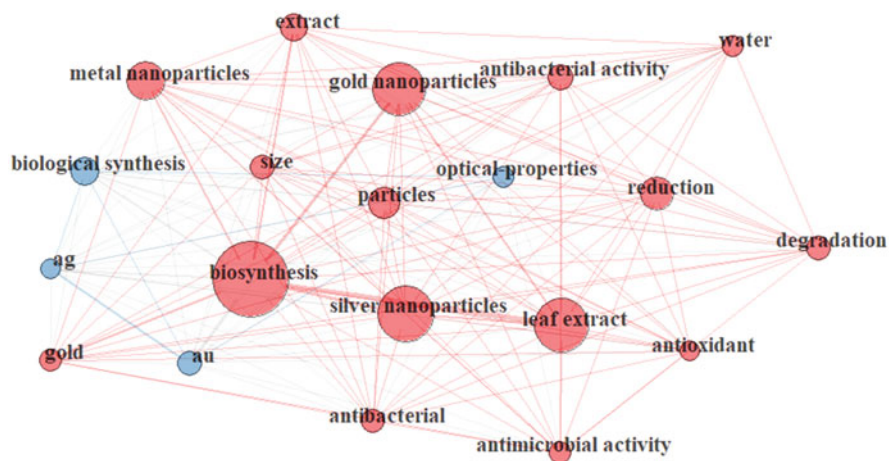 extract
water
metal nanoparticles
gold nanoparticles
antibacterial activity
biological synthesis
size
optical-properties
particles
reduction
degradation
ag
biosynthesis
silver nanoparticles
leaf extract
gold
au
antioxidant
antibacterial
antimicrobial activity